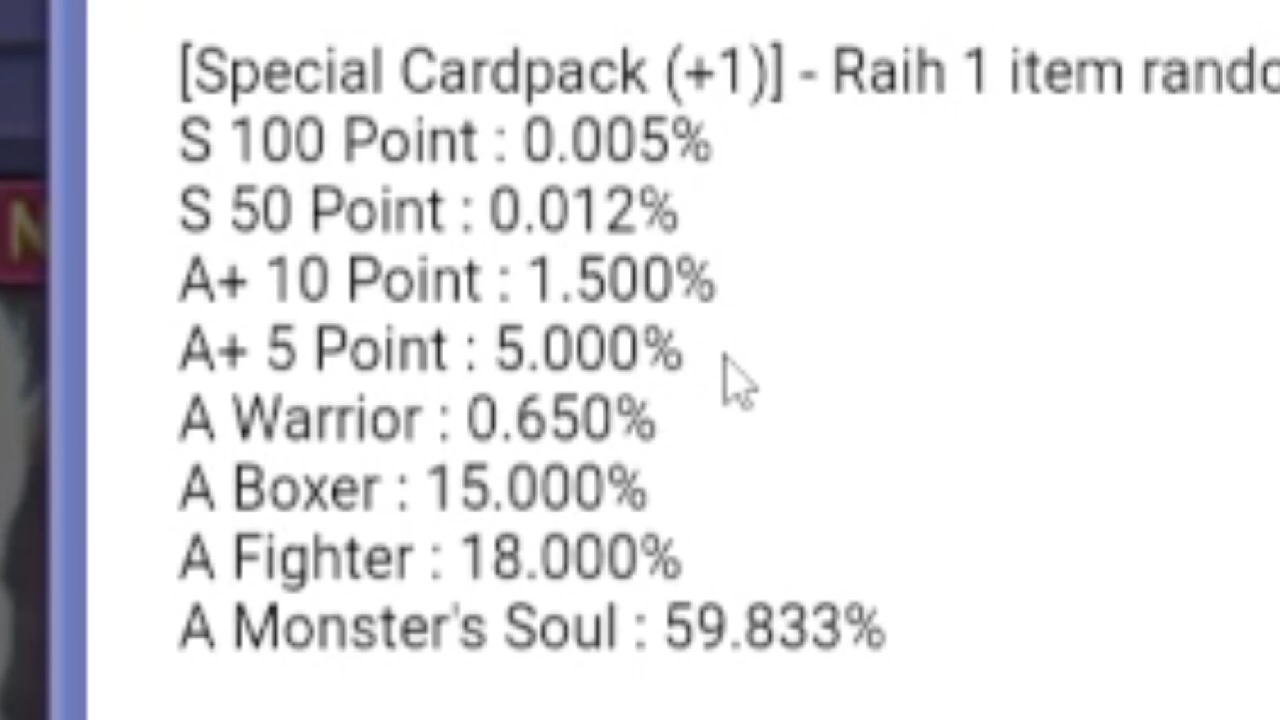 [Special Cardpack (+1)] - Raih 1 item
S 100 Point : 0.005%
S 50 Point : 0.012%
A+ 10 Point : 1.500%
A+ 5 Point : 5.000%
A Warrior : 0.650%
A Boxer : 15.000%
A Fighter : 18.000%
A Monster's Soul : 59.833%